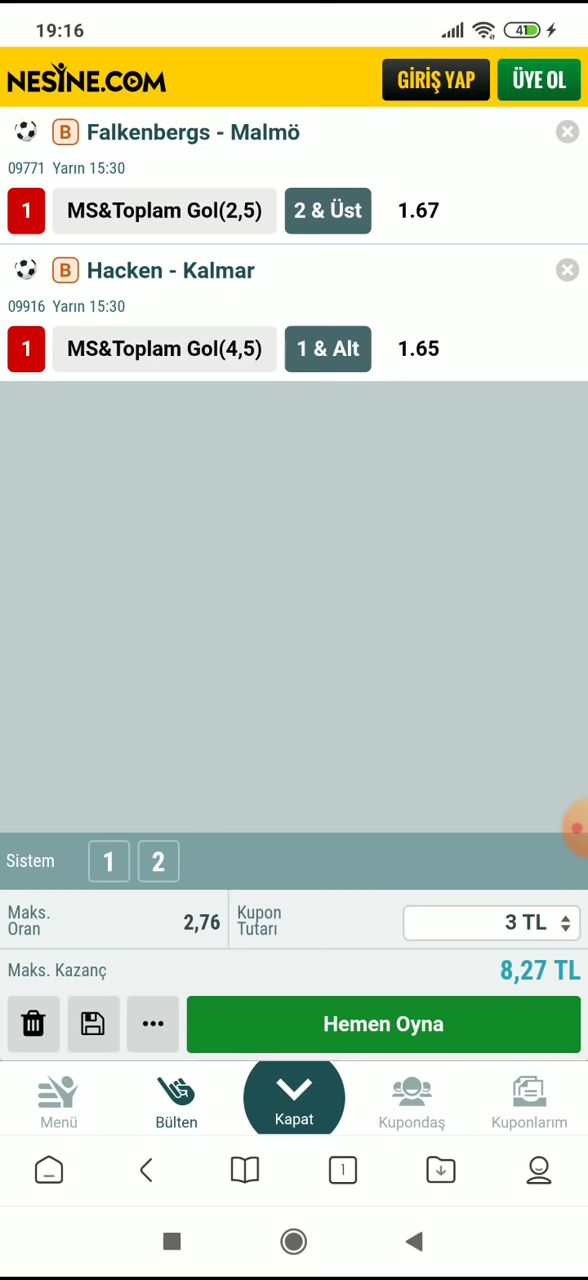 19:16
41
NESINE.COM
GİRİŞ YAP
ÜYE OL
B Falkenbergs - Malmö
09771 Yarın 15:30
1 MS&Toplam Gol(2,5) 2 & Üst 1.67
B Hacken - Kalmar
09916 Yarın 15:30
1 MS&Toplam Gol(4,5) 1 & Alt 1.65
Sistem 1 2
Maks. Oran 2,76
Kupon Tutarı 3 TL
Maks. Kazanç 8,27 TL
Hemen Oyna
Menü Bülten Kapat Kupondaş Kuponlarım
1